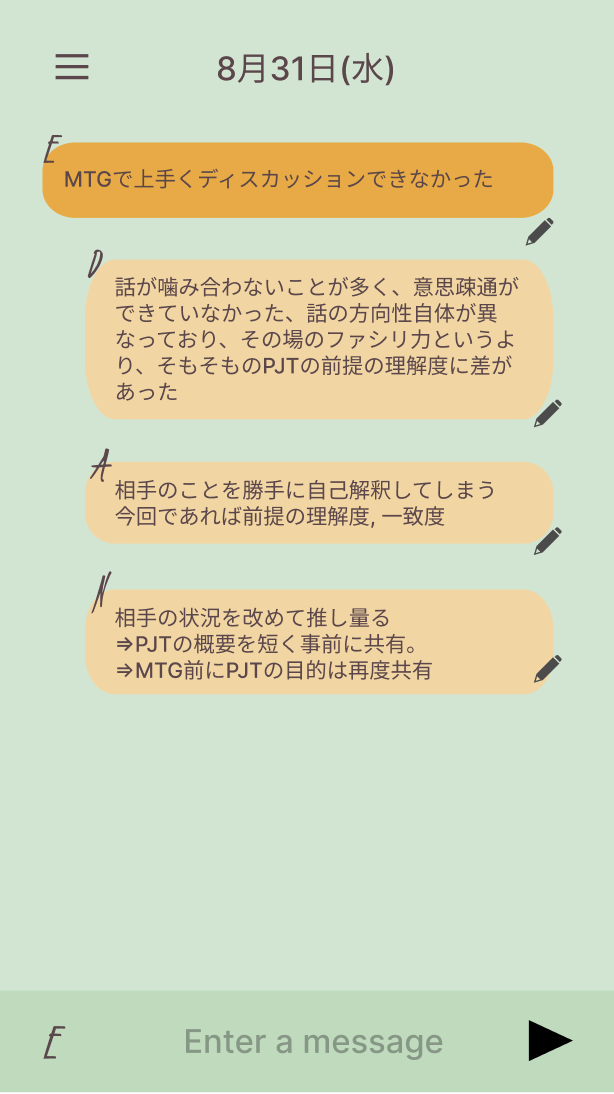 8月31日(水)
E
MTGで上手くディスカッションできなかった
D
話が噛み合わないことが多く、意思疎通が
できていなかった、話の方向性自体が異
なっており、その場のファシリ力というよ
り、そもそものPJTの前提の理解度に差が
あった
A
相手のことを勝手に自己解釈してしまう
今回であれば前提の理解度, 一致度
N
相手の状況を改めて推し量る
⇒PJTの概要を短く事前に共有。
⇒MTG前にPJTの目的は再度共有
E
Enter a message